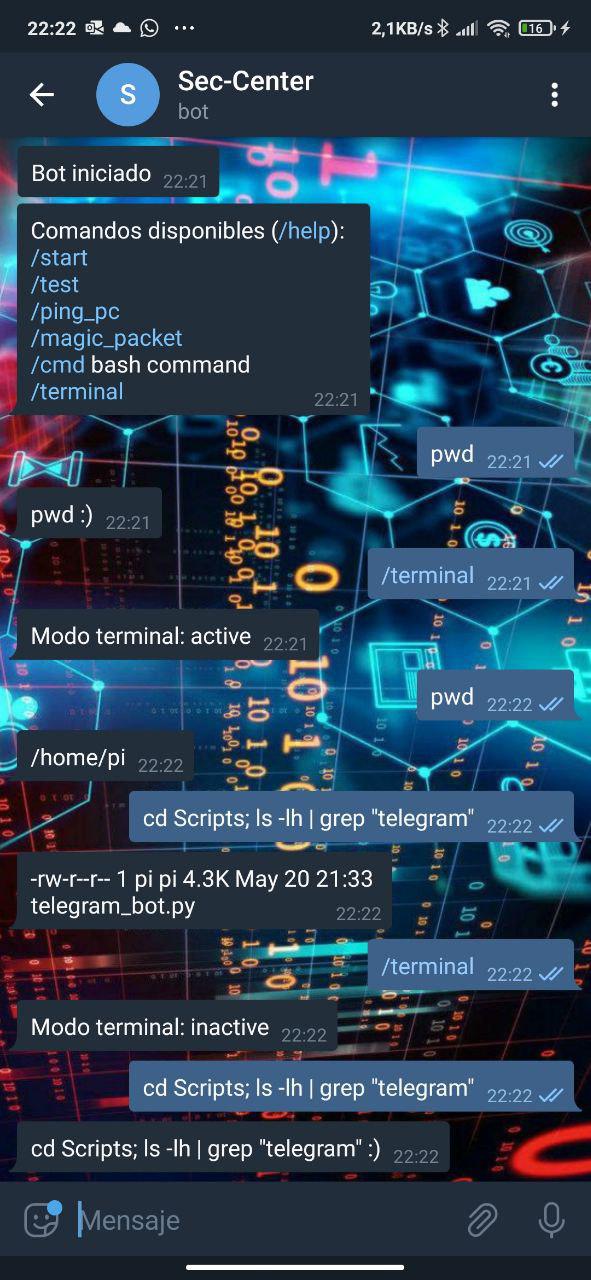 22:22
2,1KB/s
16
S
Sec-Center
bot
Bot iniciado 22:21
Comandos disponibles (/help):
/start
/test
/ping_pc
/magic_packet
/cmd bash command
/terminal
22:21
pwd 22:21
pwd :) 22:21
/terminal 22:21
Modo terminal: active 22:21
pwd 22:22
/home/pi 22:22
cd Scripts; ls -lh | grep "telegram" 22:22
-rw-r--r-- 1 pi pi 4.3K May 20 21:33
telegram_bot.py 22:22
/terminal 22:22
Modo terminal: inactive 22:22
cd Scripts; ls -lh | grep "telegram" 22:22
cd Scripts; ls -lh | grep "telegram" :) 22:22
Mensaje